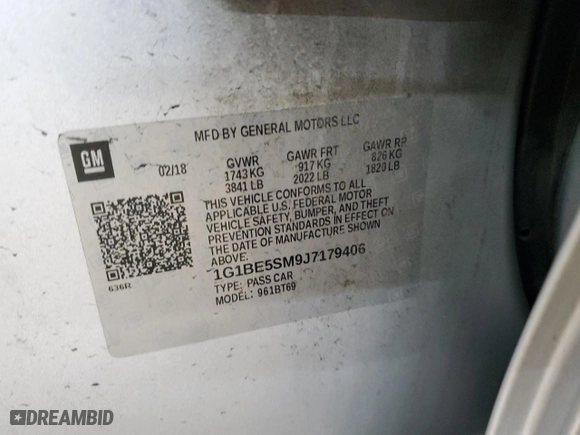 MFD BY GENERAL MOTORS LLC
GM
02/18
GVWR GAWR FRT GAWR RR
1743 KG 917 KG 826 KG
3841 LB 2022 LB 1820 LB
THIS VEHICLE CONFORMS TO ALL
APPLICABLE U.S. FEDERAL MOTOR
VEHICLE SAFETY, BUMPER, AND THEFT
PREVENTION STANDARDS IN EFFECT ON
THE DATE OF MANUFACTURE SHOWN
ABOVE.
1G1BE5SM9J7179406
TYPE: PASS CAR
MODEL: 961BT69
636R
DREAMBID